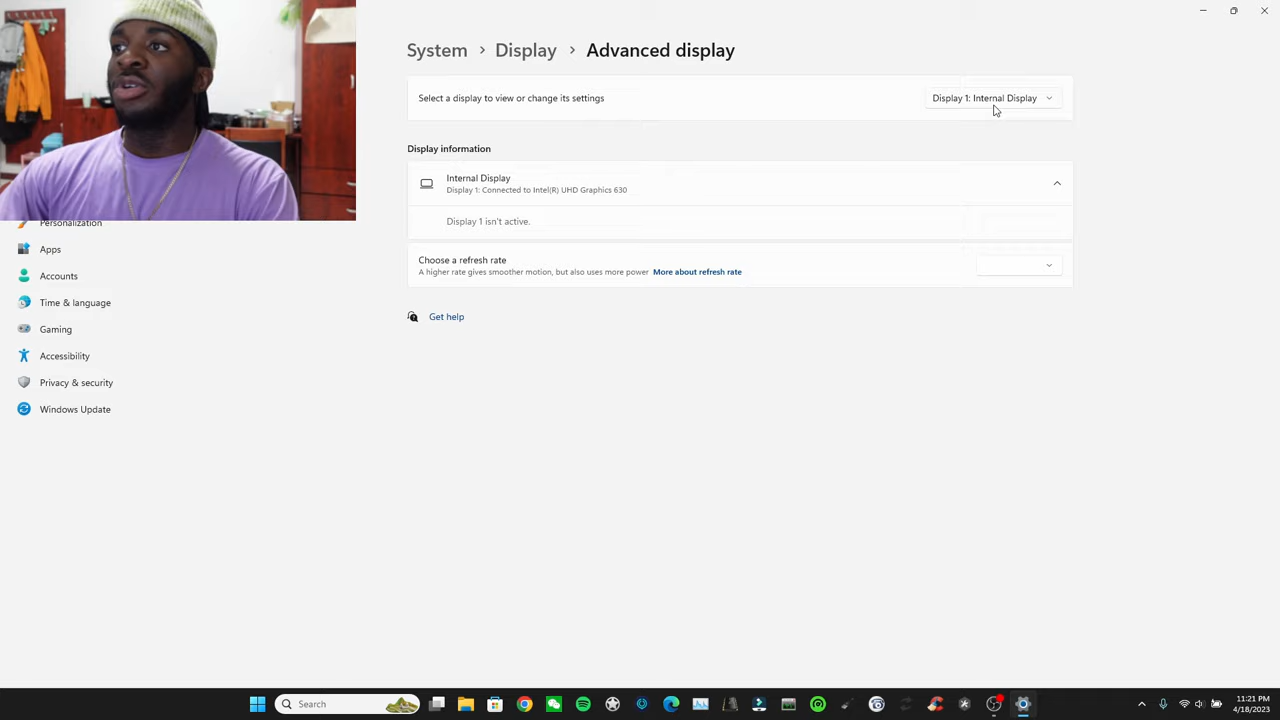 System > Display > Advanced display
Select a display to view or change its settings
Display 1: Internal Display
Display information
Internal Display
Display 1: Connected to Intel(R) UHD Graphics 630
Display 1 isn't active.
Choose a refresh rate
A higher rate gives smoother motion, but also uses more power More about refresh rate
Get help
Personalization
Apps
Accounts
Time & language
Gaming
Accessibility
Privacy & security
Windows Update
Search
11:21 PM
4/18/2023